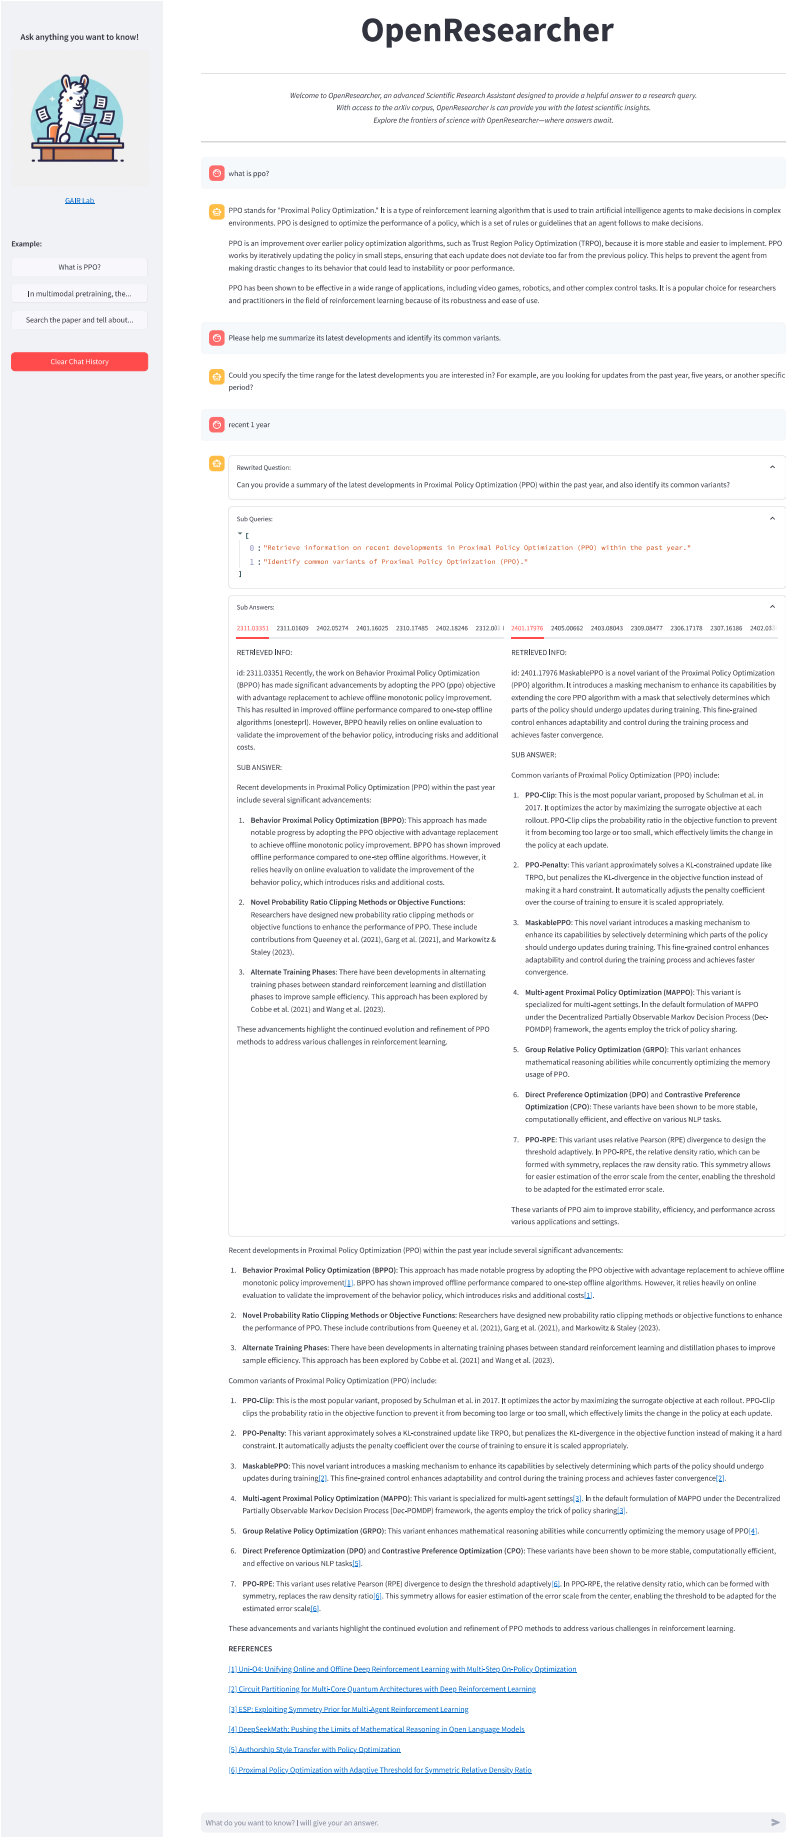 Ask anything you want to know!
GAIR Lab
Example:
What is PPO?
In multimodal pretraining, the...
Search the paper and tell about...
Clear Chat History
OpenResearcher
Welcome to OpenResearcher, an advanced Scientific Research Assistant designed to provide a helpful answer to a research query.
With access to the arXiv corpus, OpenResearcher is can provide you with the latest scientific insights.
Explore the frontiers of science with OpenResearcher—where answers await.
what is ppo?
PPO stands for "Proximal Policy Optimization." It is a type of reinforcement learning algorithm that is used to train artificial intelligence agents to make decisions in complex
environments. PPO is designed to optimize the performance of a policy, which is a set of rules or guidelines that an agent follows to make decisions.
PPO is an improvement over earlier policy optimization algorithms, such as Trust Region Policy Optimization (TRPO), because it is more stable and easier to implement. PPO
works by iteratively updating the policy in small steps, ensuring that each update does not deviate too far from the previous policy. This helps to prevent the agent from
making drastic changes to its behavior that could lead to instability or poor performance.
PPO has been shown to be effective in a wide range of applications, including video games, robotics, and other complex control tasks. It is a popular choice for researchers
and practitioners in the field of reinforcement learning because of its robustness and ease of use.
Please help me summarize its latest developments and identify its common variants.
Could you specify the time range for the latest developments you are interested in? For example, are you looking for updates from the past year, five years, or another specific
period?
recent 1 year
Rewrited Question:
Can you provide a summary of the latest developments in Proximal Policy Optimization (PPO) within the past year, and also identify its common variants?
Sub Queries:
[
0 : "Retrieve information on recent developments in Proximal Policy Optimization (PPO) within the past year."
1 : "Identify common variants of Proximal Policy Optimization (PPO)."
]
Sub Answers:
2311.03351 2311.01609 2402.05274 2401.16025 2310.17485 2402.18246 2312.00
RETRIEVED INFO:
id: 2311.03351 Recently, the work on Behavior Proximal Policy Optimization
(BPPO) has made significant advancements by adopting the PPO (ppo) objective
with advantage replacement to achieve offline monotonic policy improvement.
This has resulted in improved offline performance compared to one-step offline
algorithms (onesteprl). However, BPPO heavily relies on online evaluation to
validate the improvement of the behavior policy, introducing risks and additional
costs.
SUB ANSWER:
Recent developments in Proximal Policy Optimization (PPO) within the past year
include several significant advancements:
1. Behavior Proximal Policy Optimization (BPPO): This approach has made
notable progress by adopting the PPO objective with advantage replacement
to achieve offline monotonic policy improvement. BPPO has shown improved
offline performance compared to one-step offline algorithms. However, it
relies heavily on online evaluation to validate the improvement of the
behavior policy, which introduces risks and additional costs.
2. Novel Probability Ratio Clipping Methods or Objective Functions:
Researchers have designed new probability ratio clipping methods or
objective functions to enhance the performance of PPO. These include
contributions from Queeney et al. (2021), Garg et al. (2021), and Markowitz &
Staley (2023).
3. Alternate Training Phases: There have been developments in alternating
training phases between standard reinforcement learning and distillation
phases to improve sample efficiency. This approach has been explored by
Cobbe et al. (2021) and Wang et al. (2023).
These advancements highlight the continued evolution and refinement of PPO
methods to address various challenges in reinforcement learning.
2401.17976 2405.00662 2403.08043 2309.08477 2306.17178 2307.16186 2402.03
RETRIEVED INFO:
id: 2401.17976 MaskablePPO is a novel variant of the Proximal Policy Optimization
(PPO) algorithm. It introduces a masking mechanism to enhance its capabilities by
extending the core PPO algorithm with a mask that selectively determines which
parts of the policy should undergo updates during training. This fine-grained
control enhances adaptability and control during the training process and
achieves faster convergence.
SUB ANSWER:
Common variants of Proximal Policy Optimization (PPO) include:
1. PPO-Clip: This is the most popular variant, proposed by Schulman et al. in
2017. It optimizes the actor by maximizing the surrogate objective at each
rollout. PPO-Clip clips the probability ratio in the objective function to prevent
it from becoming too large or too small, which effectively limits the change in
the policy at each update.
2. PPO-Penalty: This variant approximately solves a KL-constrained update like
TRPO, but penalizes the KL-divergence in the objective function instead of
making it a hard constraint. It automatically adjusts the penalty coefficient
over the course of training to ensure it is scaled appropriately.
3. MaskablePPO: This novel variant introduces a masking mechanism to
enhance its capabilities by selectively determining which parts of the policy
should undergo updates during training. This fine-grained control enhances
adaptability and control during the training process and achieves faster
convergence.
4. Multi-agent Proximal Policy Optimization (MAPPO): This variant is
specialized for multi-agent settings. In the default formulation of MAPPO
under the Decentralized Partially Observable Markov Decision Process (Dec-
POMDP) framework, the agents employ the trick of policy sharing.
5. Group Relative Policy Optimization (GRPO): This variant enhances
mathematical reasoning abilities while concurrently optimizing the memory
usage of PPO.
6. Direct Preference Optimization (DPO) and Contrastive Preference
Optimization (CPO): These variants have been shown to be more stable,
computationally efficient, and effective on various NLP tasks.
7. PPO-RPE: This variant uses relative Pearson (RPE) divergence to design the
threshold adaptively. In PPO-RPE, the relative density ratio, which can be
formed with symmetry, replaces the raw density ratio. This symmetry allows
for easier estimation of the error scale from the center, enabling the threshold
to be adapted for the estimated error scale.
These variants of PPO aim to improve stability, efficiency, and performance across
various applications and settings.
Recent developments in Proximal Policy Optimization (PPO) within the past year include several significant advancements:
1. Behavior Proximal Policy Optimization (BPPO): This approach has made notable progress by adopting the PPO objective with advantage replacement to achieve offline
monotonic policy improvement[1]. BPPO has shown improved offline performance compared to one-step offline algorithms. However, it relies heavily on online
evaluation to validate the improvement of the behavior policy, which introduces risks and additional costs[1].
2. Novel Probability Ratio Clipping Methods or Objective Functions: Researchers have designed new probability ratio clipping methods or objective functions to enhance
the performance of PPO. These include contributions from Queeney et al. (2021), Garg et al. (2021), and Markowitz & Staley (2023).
3. Alternate Training Phases: There have been developments in alternating training phases between standard reinforcement learning and distillation phases to improve
sample efficiency. This approach has been explored by Cobbe et al. (2021) and Wang et al. (2023).
Common variants of Proximal Policy Optimization (PPO) include:
1. PPO-Clip: This is the most popular variant, proposed by Schulman et al. in 2017. It optimizes the actor by maximizing the surrogate objective at each rollout. PPO-Clip
clips the probability ratio in the objective function to prevent it from becoming too large or too small, which effectively limits the change in the policy at each update.
2. PPO-Penalty: This variant approximately solves a KL-constrained update like TRPO, but penalizes the KL-divergence in the objective function instead of making it a hard
constraint. It automatically adjusts the penalty coefficient over the course of training to ensure it is scaled appropriately.
3. MaskablePPO: This novel variant introduces a masking mechanism to enhance its capabilities by selectively determining which parts of the policy should undergo
updates during training[2]. This fine-grained control enhances adaptability and control during the training process and achieves faster convergence[2].
4. Multi-agent Proximal Policy Optimization (MAPPO): This variant is specialized for multi-agent settings[3]. In the default formulation of MAPPO under the Decentralized
Partially Observable Markov Decision Process (Dec-POMDP) framework, the agents employ the trick of policy sharing[3].
5. Group Relative Policy Optimization (GRPO): This variant enhances mathematical reasoning abilities while concurrently optimizing the memory usage of PPO[4].
6. Direct Preference Optimization (DPO) and Contrastive Preference Optimization (CPO): These variants have been shown to be more stable, computationally efficient,
and effective on various NLP tasks[5].
7. PPO-RPE: This variant uses relative Pearson (RPE) divergence to design the threshold adaptively[6]. In PPO-RPE, the relative density ratio, which can be formed with
symmetry, replaces the raw density ratio[6]. This symmetry allows for easier estimation of the error scale from the center, enabling the threshold to be adapted for the
estimated error scale[6].
These advancements and variants highlight the continued evolution and refinement of PPO methods to address various challenges in reinforcement learning.
REFERENCES
[1] Uni-O4: Unifying Online and Offline Deep Reinforcement Learning with Multi-Step On-Policy Optimization
[2] Circuit Partitioning for Multi-Core Quantum Architectures with Deep Reinforcement Learning
[3] ESP: Exploiting Symmetry Prior for Multi-Agent Reinforcement Learning
[4] DeepSeekMath: Pushing the Limits of Mathematical Reasoning in Open Language Models
[5] Authorship Style Transfer with Policy Optimization
[6] Proximal Policy Optimization with Adaptive Threshold for Symmetric Relative Density Ratio
What do you want to know? I will give your an answer.